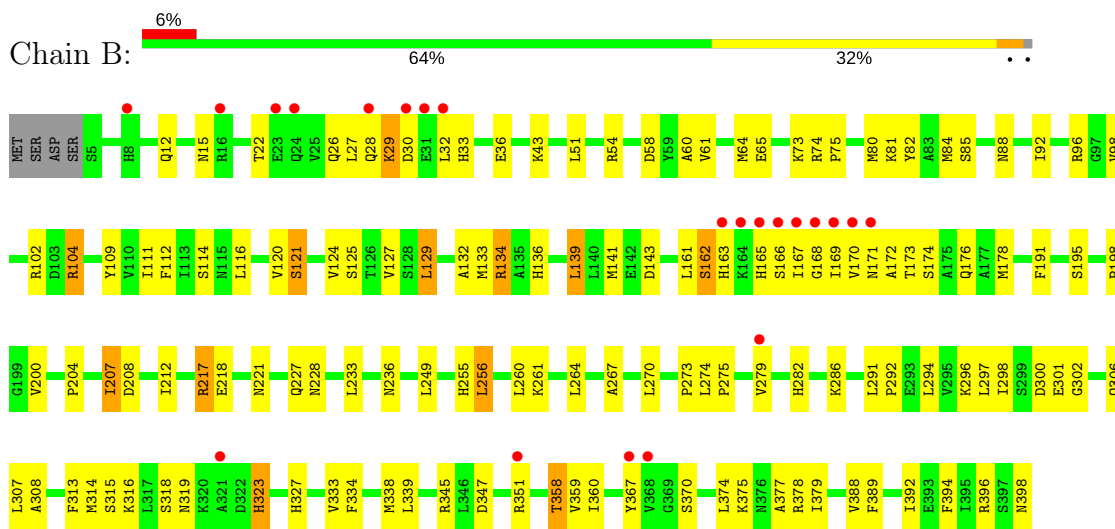 6%
Chain B:
64% 32% • •
MET SER ASP SER S5 H8 Q12 N15 R16 T22 E23 Q24 V25 Q26 L27 Q28 K29 D30 E31 L32 H33 E36 K43 L51 R54 D58 Y59 A60 V61 M64 E65 K73 R74 P75 M80 K81 Y82 A83 M84 S85 N88 I92 R96 G97 V98
R102 D103 R104 Y109 V110 I111 F112 I113 S114 N115 L116 V120 S121 V124 S125 T126 V127 S128 L129 A132 M133 R134 A135 H136 L139 L140 M141 E142 D143 L161 S162 H163 K164 H165 S166 I167 G168 I169 V170 N171 A172 T173 S174 A175 Q176 A177 M178 F191 S195
G199 V200 P204 I207 D208 I212 R217 E218 N221 Q227 N228 L233 N236 L249 H255 L256 L260 K261 L264 A267 L270 P273 L274 P275 V279 H282 K286 L291 P292 E293 L294 V295 K296 L297 I298 S299 D300 E301 G302
L307 A308 F313 M314 S315 K316 L317 S318 N319 K320 A321 D322 H323 H327 V333 F334 M338 L339 R345 L346 D347 R351 T358 V359 I360 Y367 V368 G369 S370 L374 K375 N376 A377 R378 I379 V388 F389 I392 E393 F394 I395 R396 S397 N398